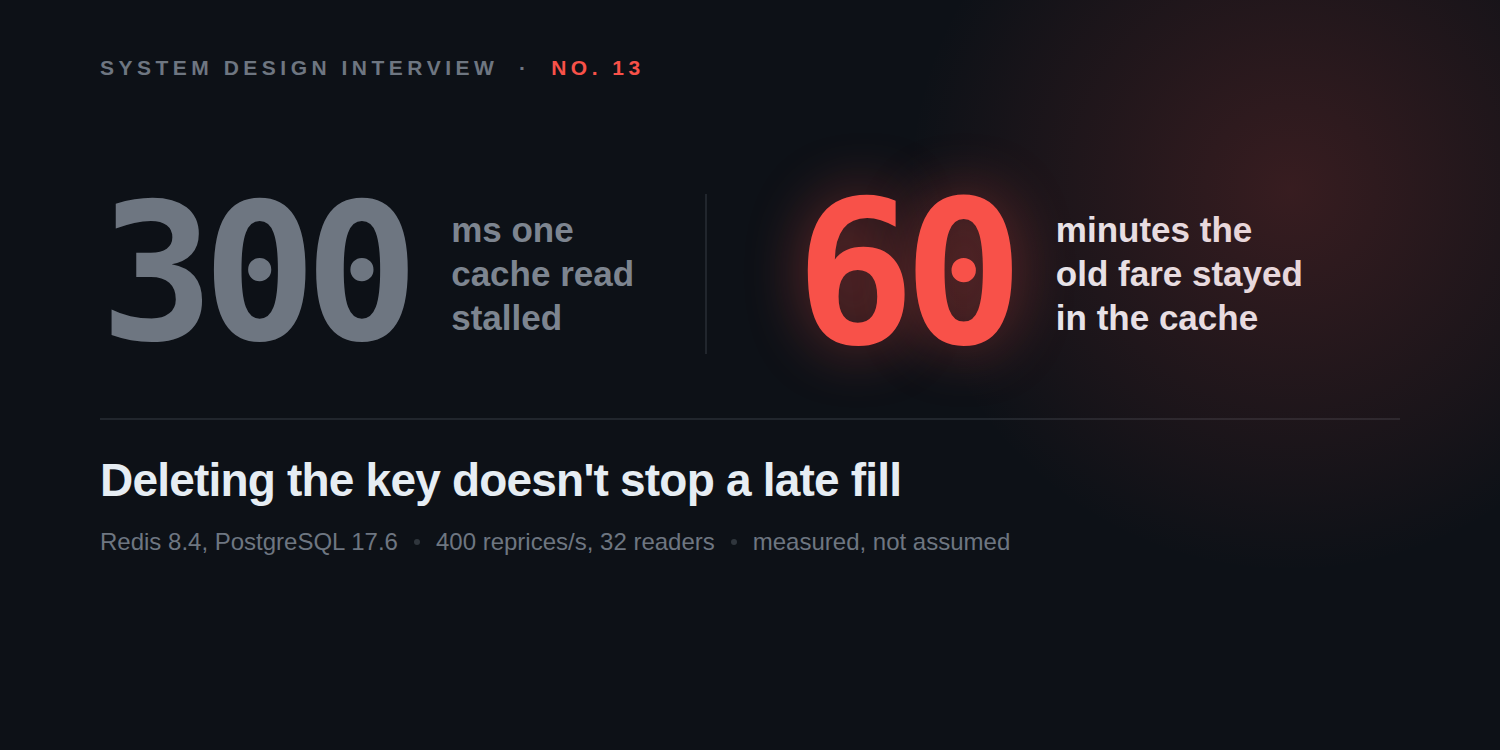 SYSTEM DESIGN INTERVIEW · NO. 13
300
ms one
cache read
stalled
60
minutes the
old fare stayed
in the cache
Deleting the key doesn't stop a late fill
Redis 8.4, PostgreSQL 17.6 • 400 reprices/s, 32 readers • measured, not assumed